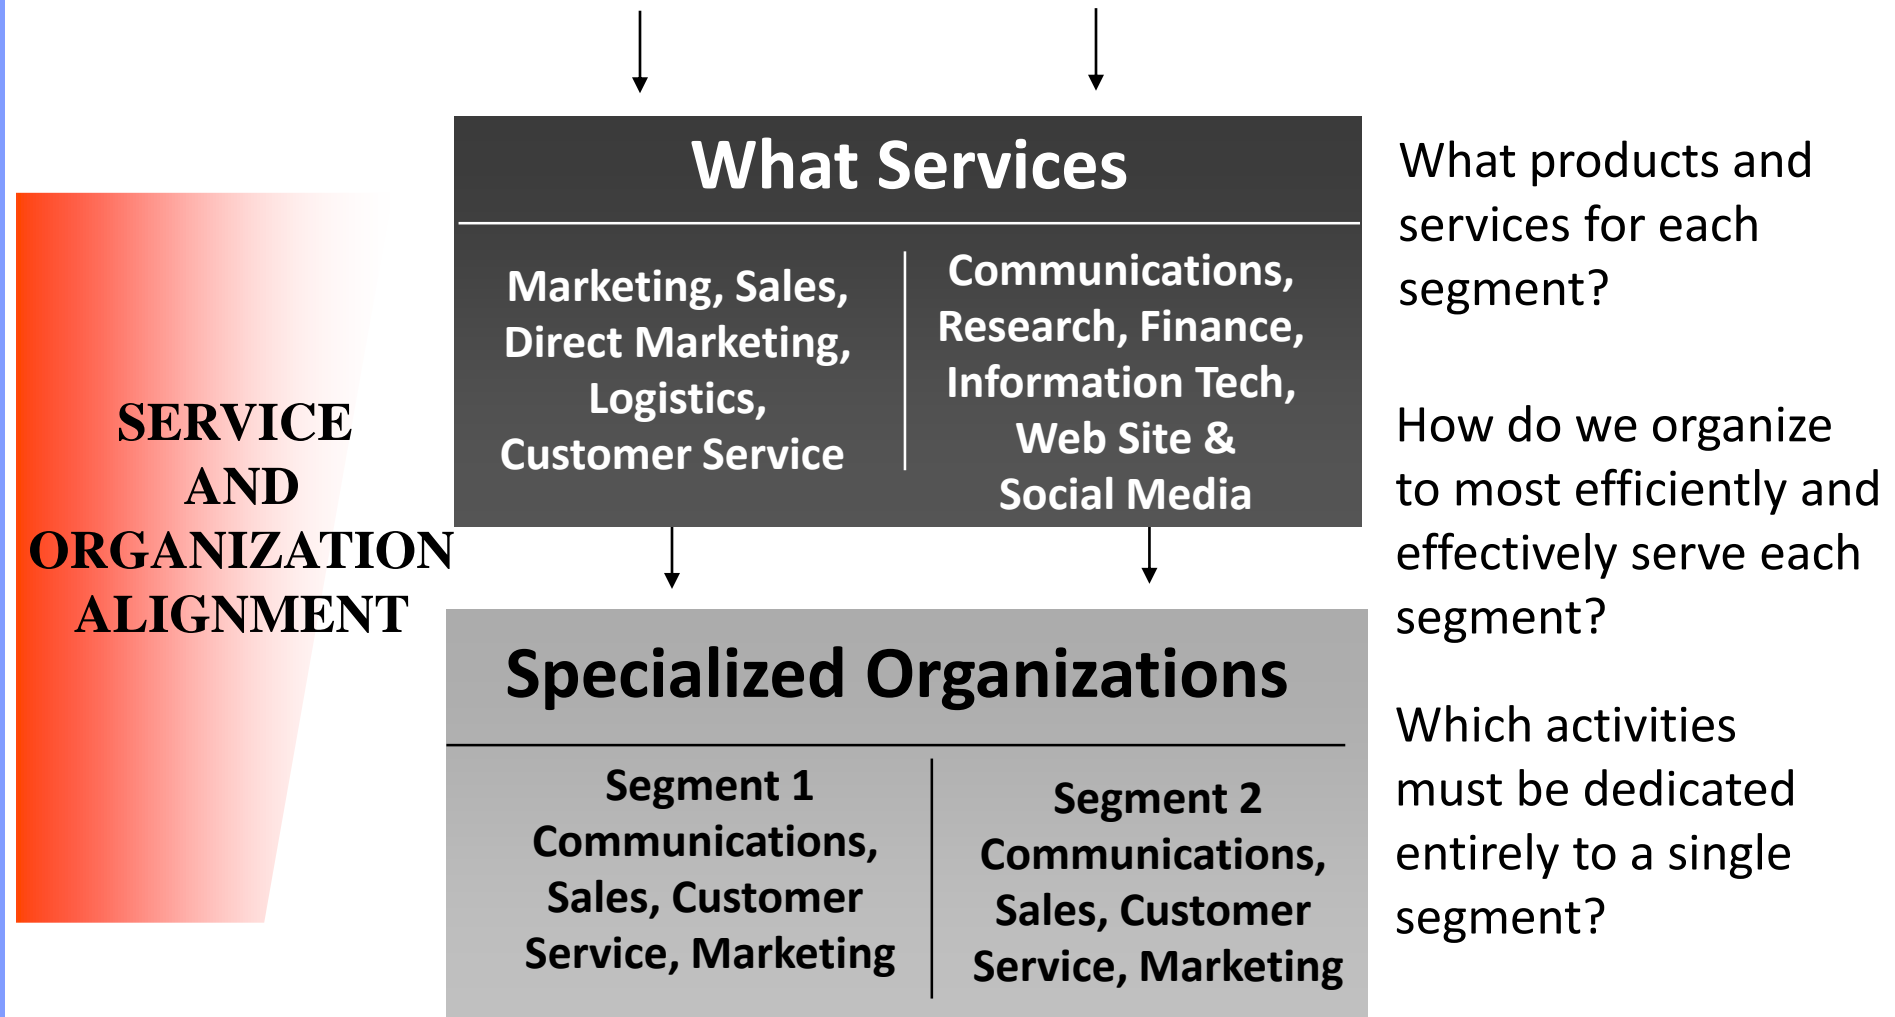 SERVICE
AND
ORGANIZATION
ALIGNMENT
What Services
Marketing, Sales,
Direct Marketing,
Logistics,
Customer Service
Communications,
Research, Finance,
Information Tech,
Web Site &
Social Media
Specialized Organizations
Segment 1
Communications,
Sales, Customer
Service, Marketing
Segment 2
Communications,
Sales, Customer
Service, Marketing
What products and
services for each
segment?
How do we organize
to most efficiently and
effectively serve each
segment?
Which activities
must be dedicated
entirely to a single
segment?